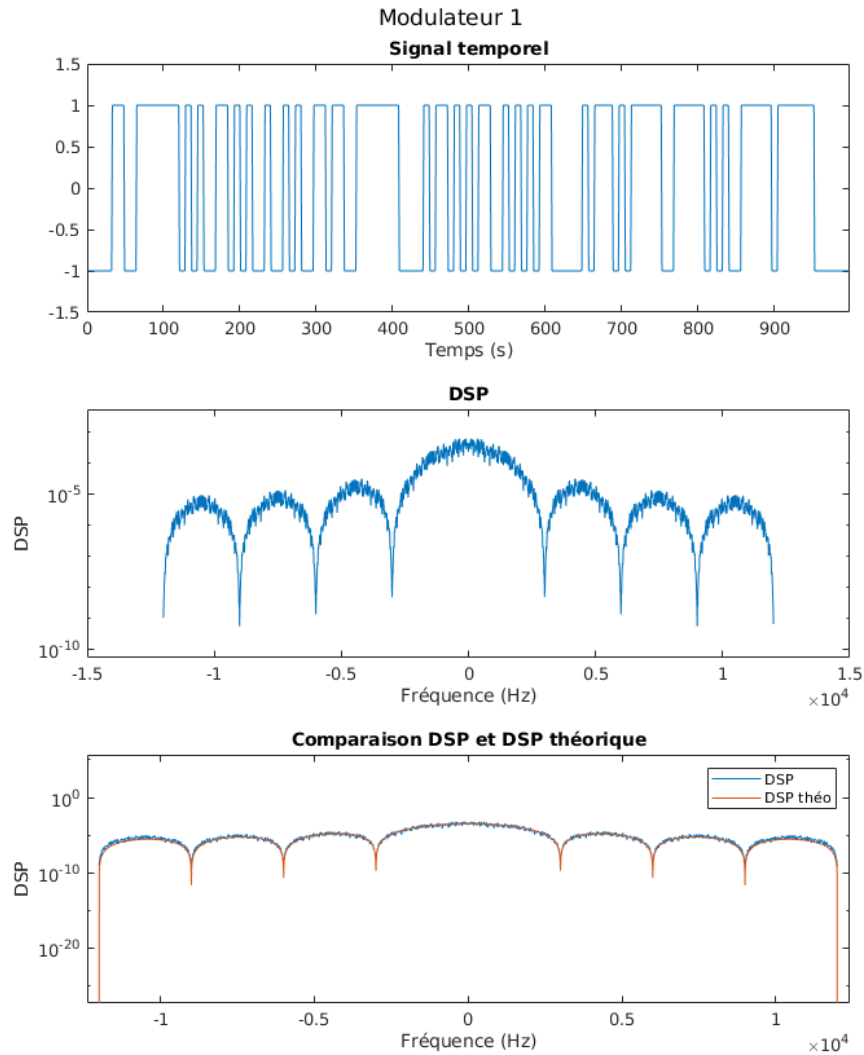 Modulateur 1
Signal temporel
1.5
1
0.5
0
-0.5
-1
-1.5
0 100 200 300 400 500 600 700 800 900
Temps (s)
DSP
DSP
10^-5
10^-10
-1.5 -1 -0.5 0 0.5 1 1.5
Fréquence (Hz)
×10^4
Comparaison DSP et DSP théorique
DSP
DSP théo
DSP
10^0
10^-10
10^-20
-1 -0.5 0 0.5 1
Fréquence (Hz)
×10^4